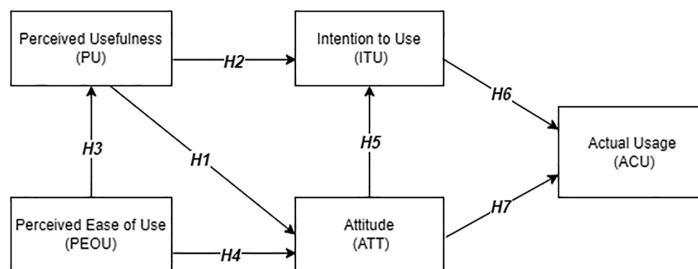 Perceived Usefulness
(PU)
H2
Intention to Use
(ITU)
H6
Actual Usage
(ACU)
H3
H1
H5
Perceived Ease of Use
(PEOU)
H4
Attitude
(ATT)
H7